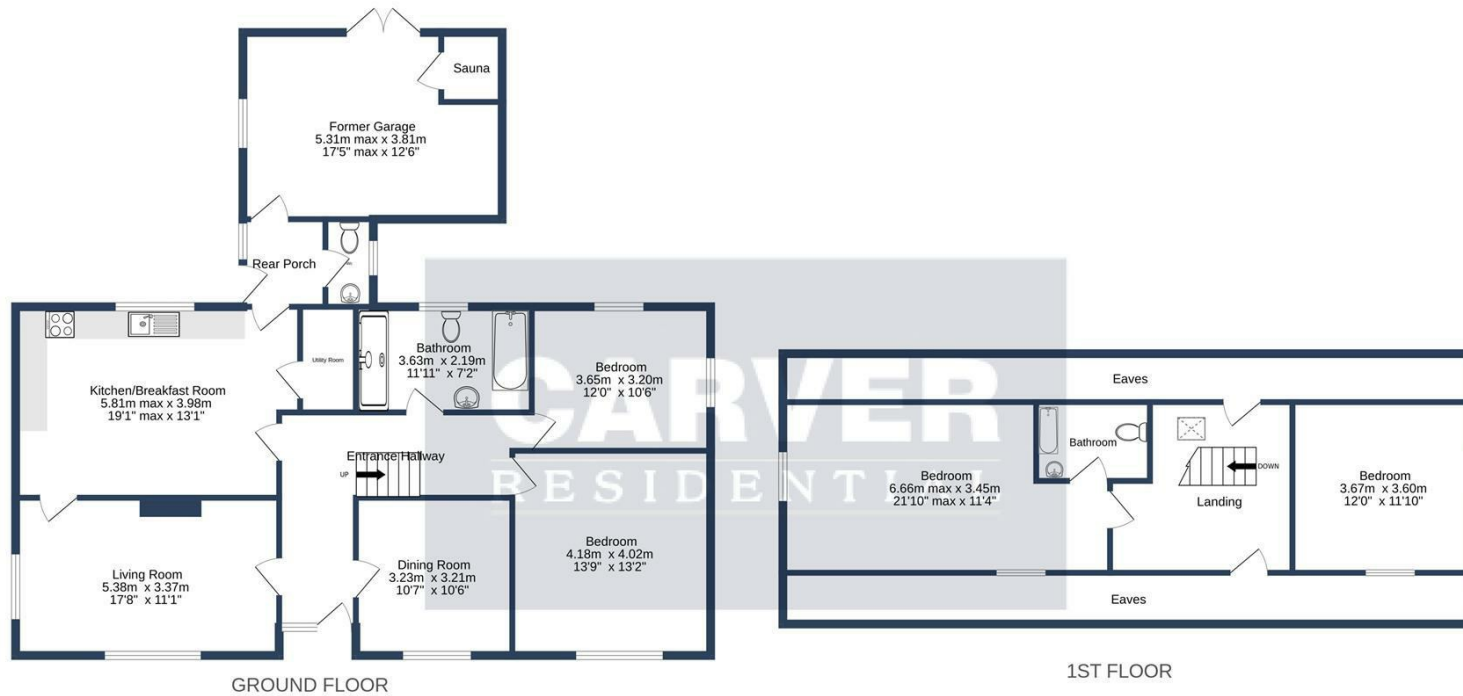 Sauna
Former Garage
5.31m max x 3.81m
17'5" max x 12'6"
Rear Porch
Kitchen/Breakfast Room
5.81m max x 3.98m
19'1" max x 13'1"
Utility Room
Bathroom
3.63m x 2.19m
11'11" x 7'2"
Bedroom
3.65m x 3.20m
12'0" x 10'6"
Entrance Hallway
UP
Living Room
5.38m x 3.37m
17'8" x 11'1"
Dining Room
3.23m x 3.21m
10'7" x 10'6"
Bedroom
4.18m x 4.02m
13'9" x 13'2"
GROUND FLOOR
CARVER
RESIDENTIAL
Eaves
Bedroom
6.66m max x 3.45m
21'10" max x 11'4"
Bathroom
DOWN
Landing
Bedroom
3.67m x 3.60m
12'0" x 11'10"
Eaves
1ST FLOOR